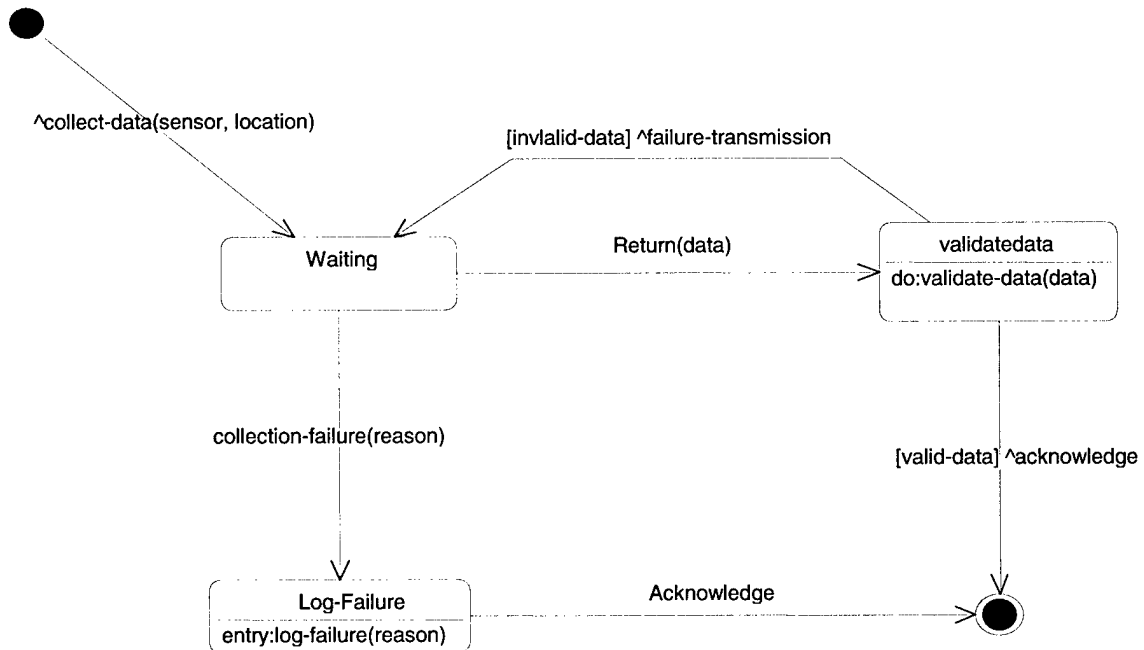 ^collect-data(sensor, location)
[invlalid-data] ^failure-transmission
Waiting
Return(data)
validatedata
do:validate-data(data)
collection-failure(reason)
[valid-data] ^acknowledge
Log-Failure
entry:log-failure(reason)
Acknowledge